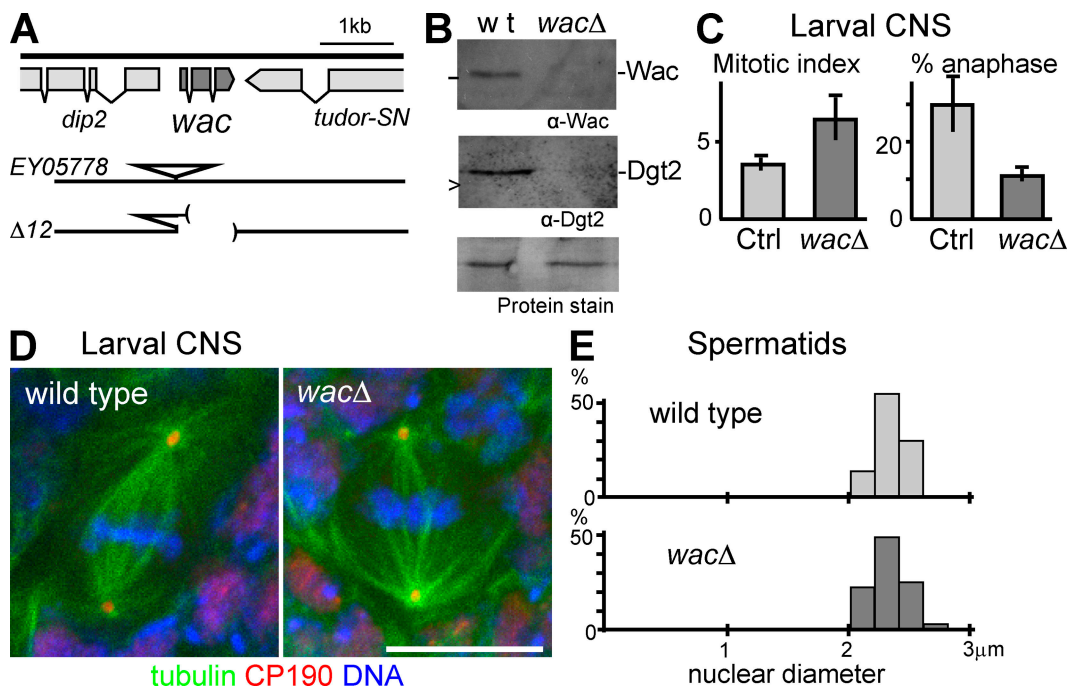 A
1kb
dip2
wac
tudor-SN
EY05778
Δ12
B
wt wacΔ
-Wac
α-Wac
-Dgt2
>
α-Dgt2
Protein stain
C Larval CNS
Mitotic index % anaphase
5
0
20
0
Ctrl wacΔ Ctrl wacΔ
D Larval CNS
wild type
wacΔ
tubulin CP190 DNA
E Spermatids
%
50
wild type
0
%
50
wacΔ
0
1 2 3μm
nuclear diameter